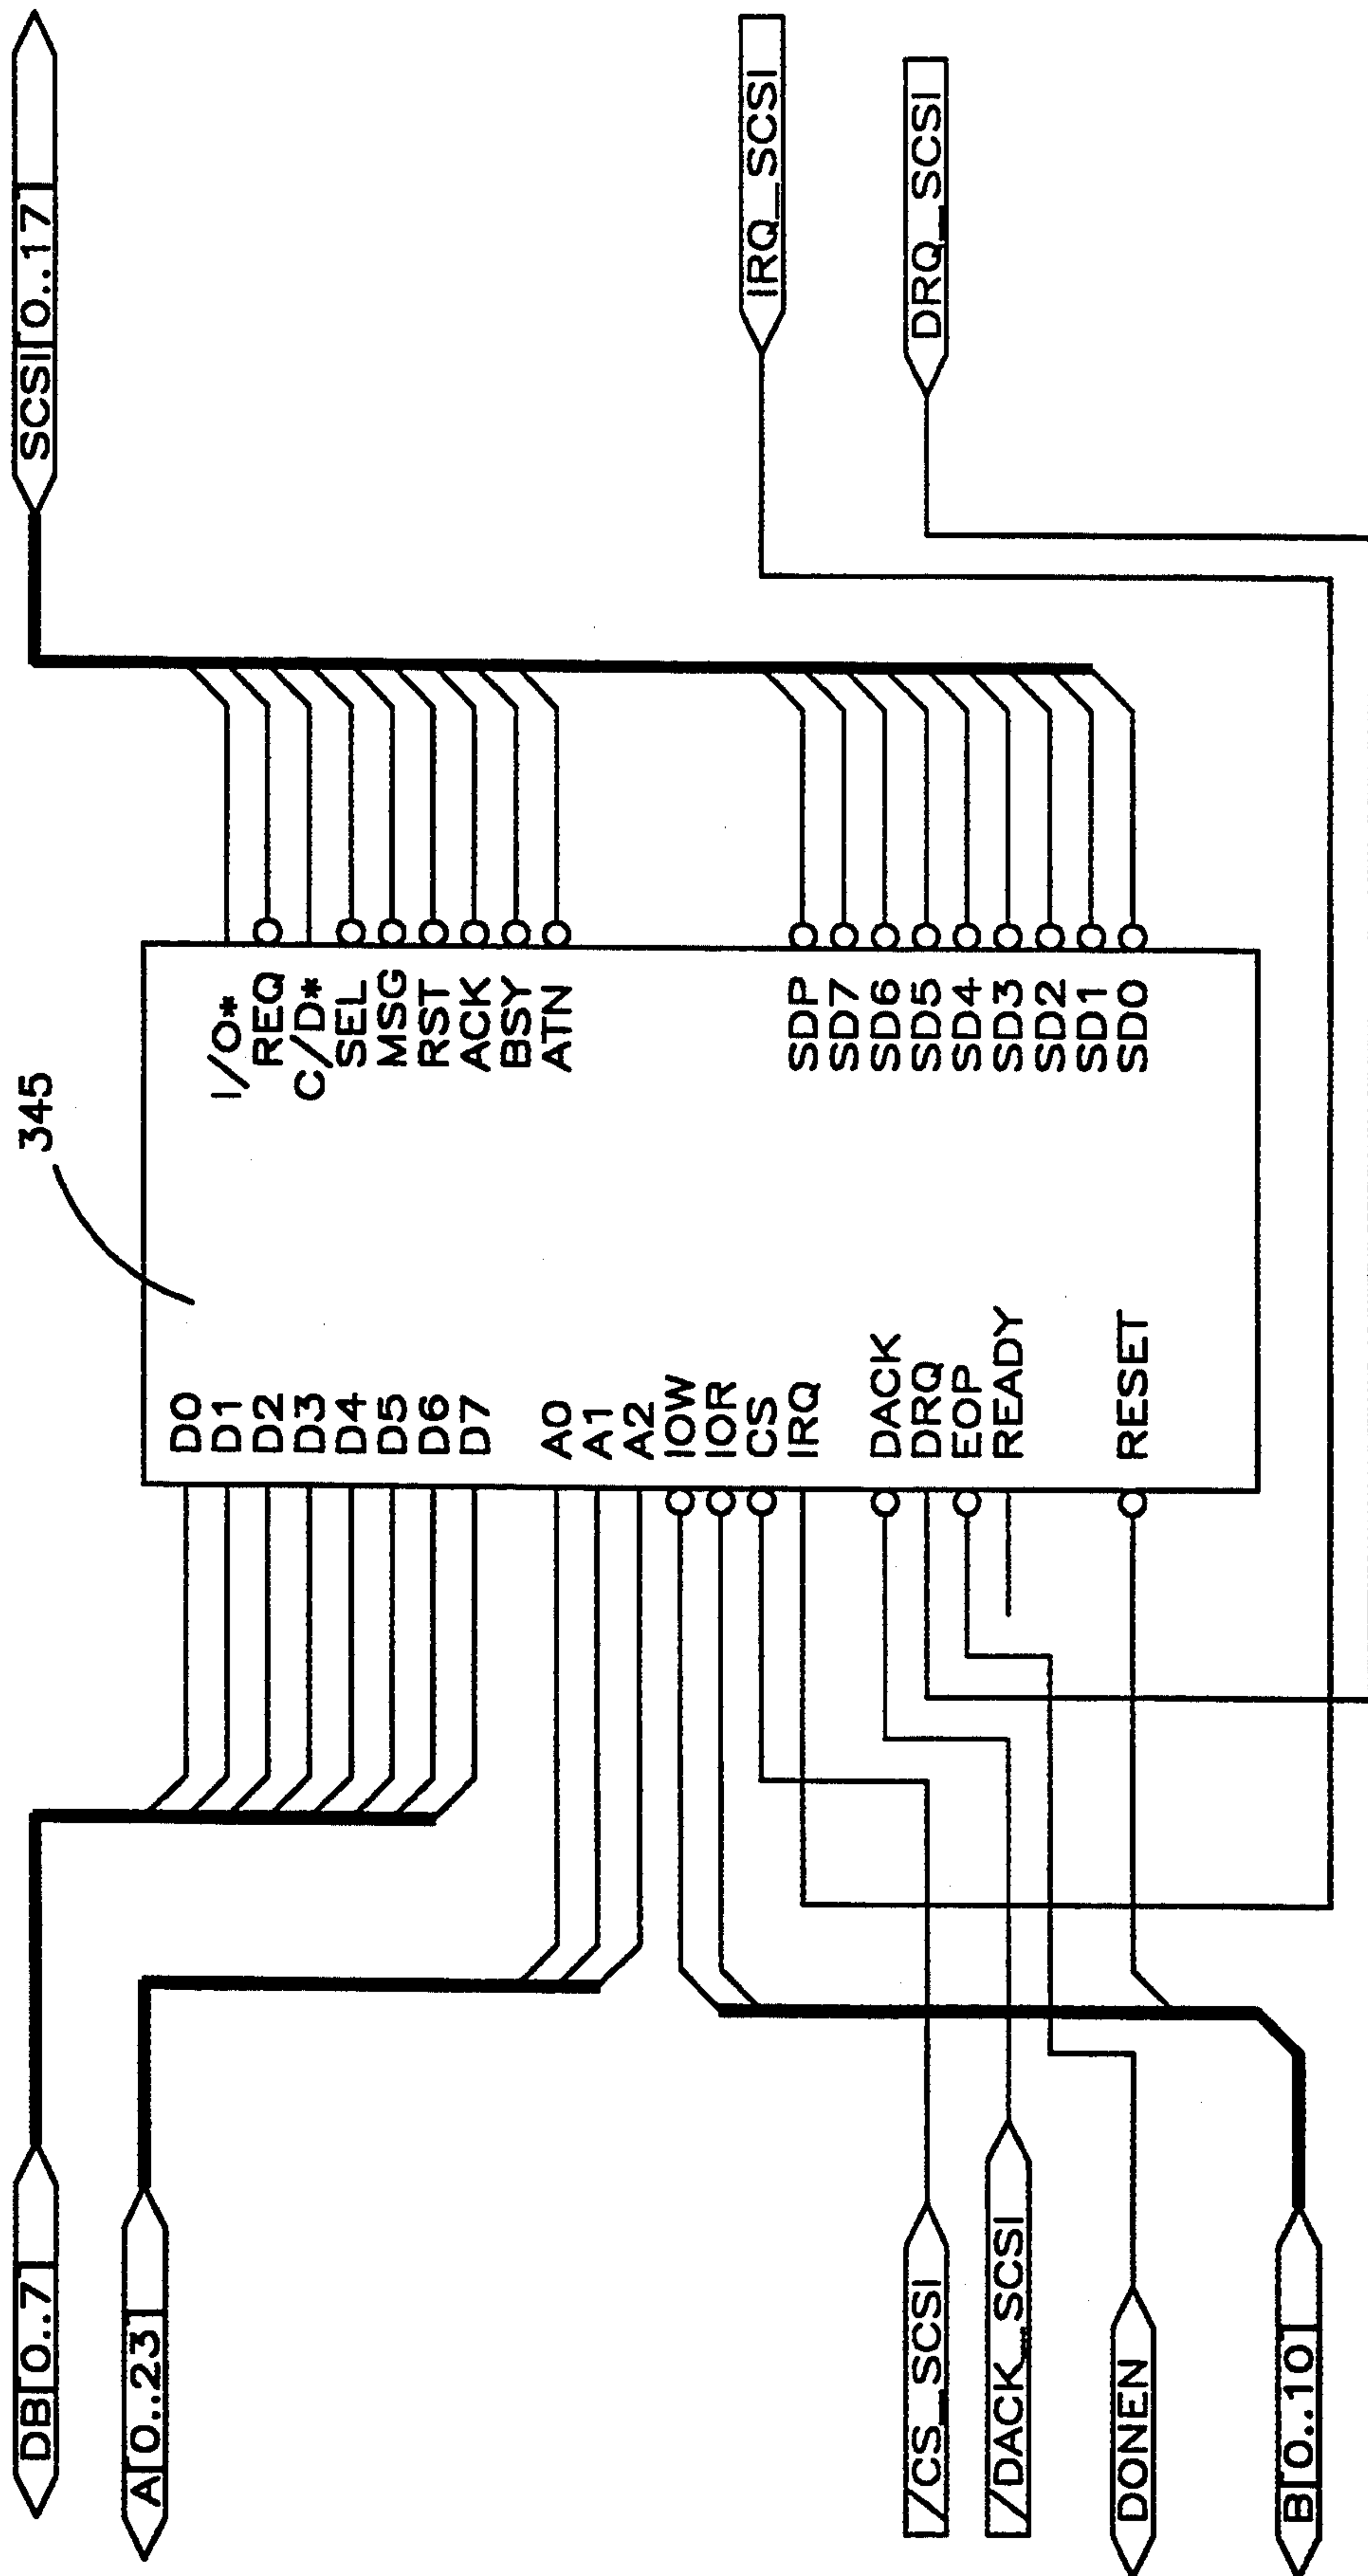 345
DB[0..7]
A[0..23]
/CS_SCSI
/DACK_SCSI
DONEN
B[0..10]
D0
D1
D2
D3
D4
D5
D6
D7
A0
A1
A2
IOW
IOR
CS
IRQ
DACK
DRQ
EOP
READY
RESET
I/O*
REQ
C/D*
SEL
MSG
RST
ACK
BSY
ATN
SDP
SD7
SD6
SD5
SD4
SD3
SD2
SD1
SD0
SCSI[0..17]
IRQ_SCSI
DRQ_SCSI